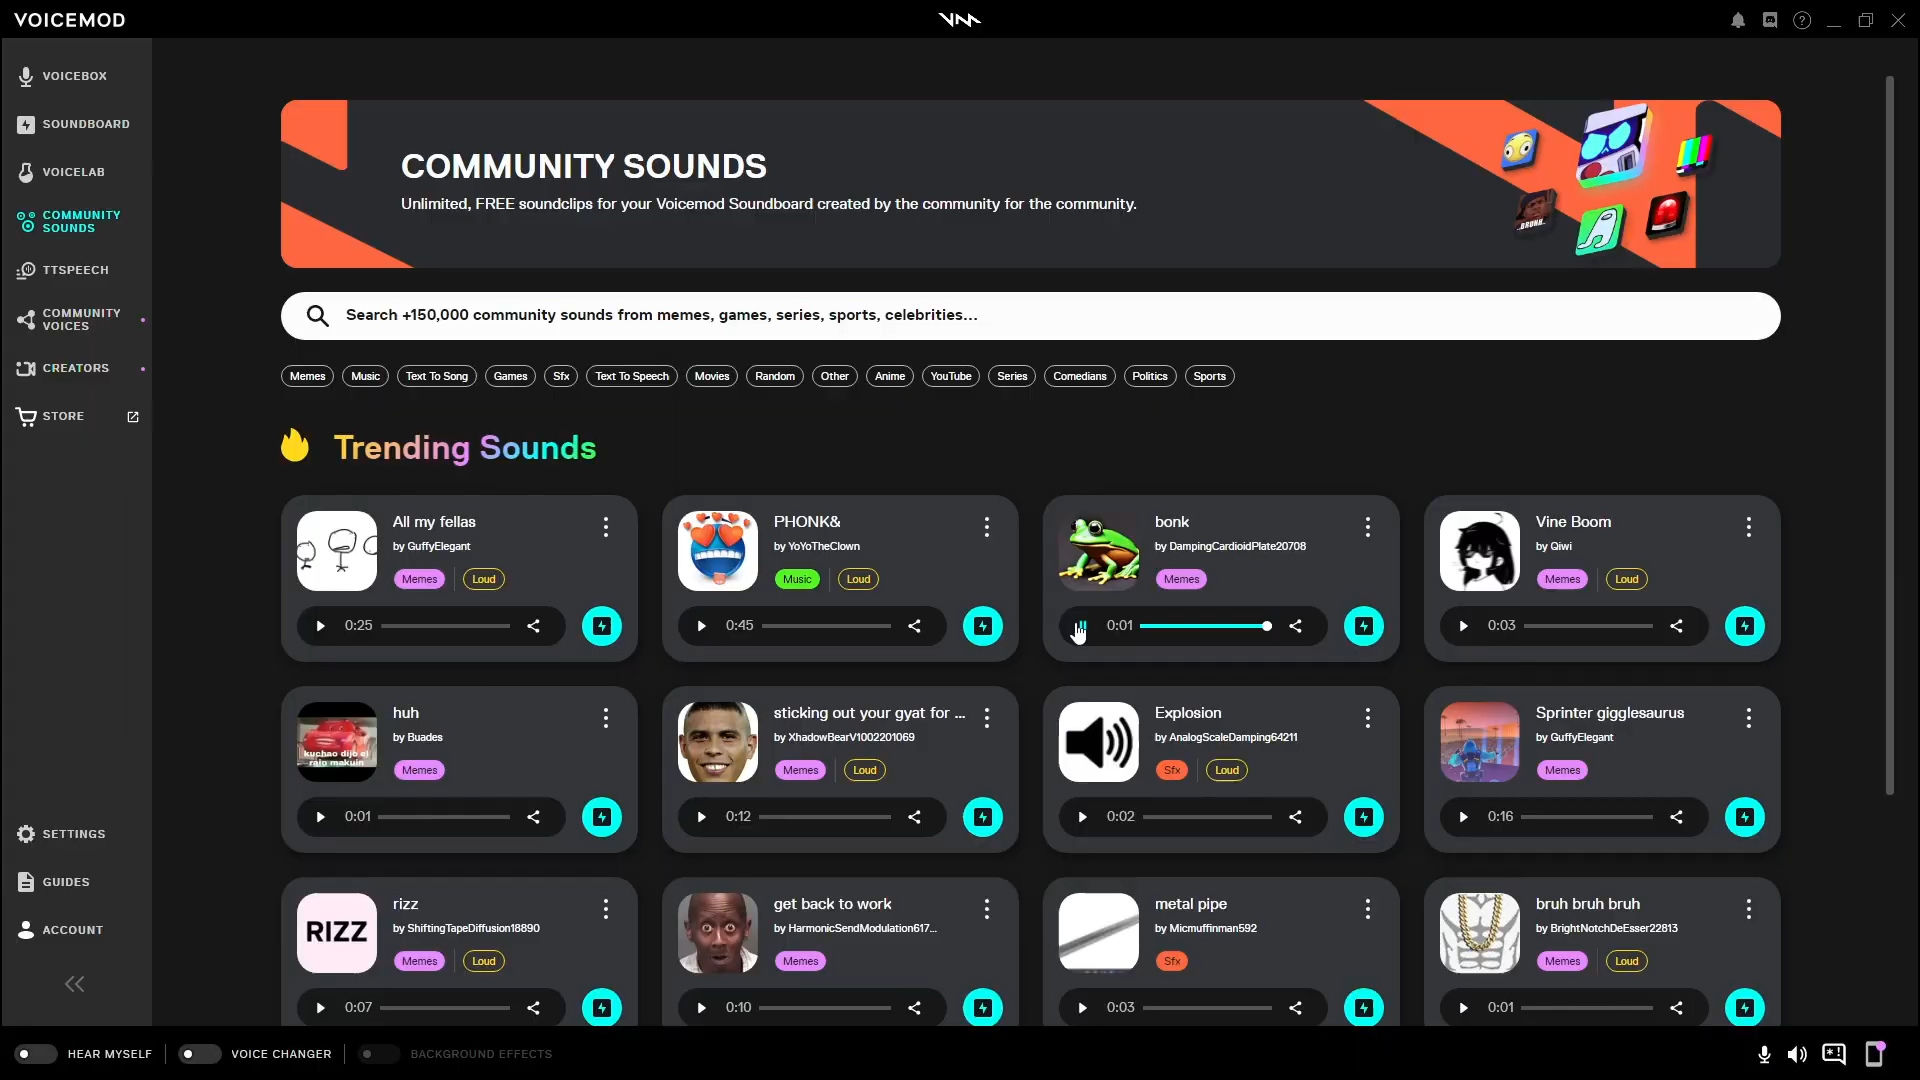 VOICEMOD
VOICEBOX
SOUNDBOARD
VOICELAB
COMMUNITY
SOUNDS
TTSPEECH
COMMUNITY
VOICES
CREATORS
STORE
SETTINGS
GUIDES
ACCOUNT
COMMUNITY SOUNDS
Unlimited, FREE soundclips for your Voicemod Soundboard created by the community for the community.
..BRUHH..
Search +150,000 community sounds from memes, games, series, sports, celebrities...
Memes Music Text To Song Games Sfx Text To Speech Movies Random Other Anime YouTube Series Comedians Politics Sports
Trending Sounds
All my fellas
by GuffyElegant
Memes Loud
0:25
PHONK&
by YoYoTheClown
Music Loud
0:45
bonk
by DampingCardioidPlate20708
Memes
0:01
Vine Boom
by Qiwi
Memes Loud
0:03
huh
by Buades
kuchao dijo el
raio makuin
Memes
0:01
sticking out your gyat for ...
by XhadowBearV1002201069
Memes Loud
0:12
Explosion
by AnalogScaleDamping64211
Sfx Loud
0:02
Sprinter gigglesaurus
by GuffyElegant
Memes
0:16
RIZZ
rizz
by ShiftingTapeDiffusion18890
Memes Loud
0:07
get back to work
by HarmonicSendModulation617...
Memes
0:10
metal pipe
by Micmuffinman592
Sfx
0:03
bruh bruh bruh
by BrightNotchDeEsser22813
Memes Loud
0:01
HEAR MYSELF VOICE CHANGER BACKGROUND EFFECTS